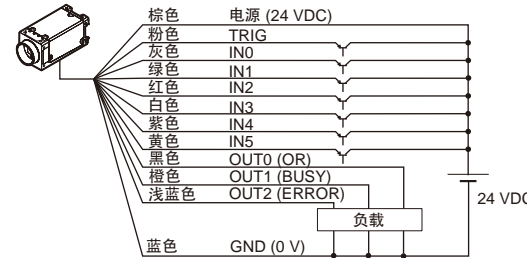 棕色 电源 (24 VDC)
粉色 TRIG
灰色 IN0
绿色 IN1
红色 IN2
白色 IN3
紫色 IN4
黄色 IN5
黑色 OUT0 (OR)
橙色 OUT1 (BUSY)
浅蓝色 OUT2 (ERROR)
24 VDC
负载
蓝色 GND (0 V)